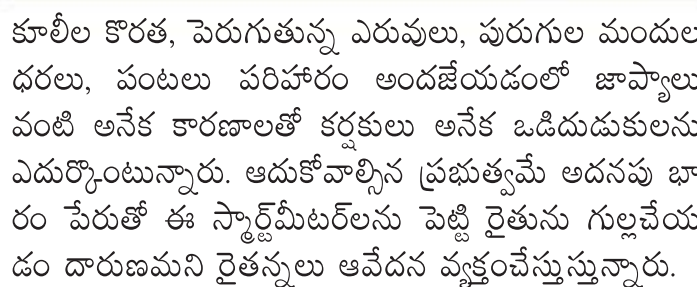 కూలీల కొరత, పెరుగుతున్న ఎరువులు, పురుగుల మందుల
ధరలు, పంటలు పరిహారం అందజేయడంలో జాప్యాలు
వంటి అనేక కారణాలతో కర్షకులు అనేక ఒడిదుడుకులను
ఎదుర్కొంటున్నారు. ఆదుకోవాల్సిన ప్రభుత్వమే అదనపు భా
రం పేరుతో ఈ స్మార్ట్‌మీటర్‌లను పెట్టి రైతును గుల్లచేయ
డం దారుణమని రైతన్నలు ఆవేదన వ్యక్తంచేస్తుస్తున్నారు.